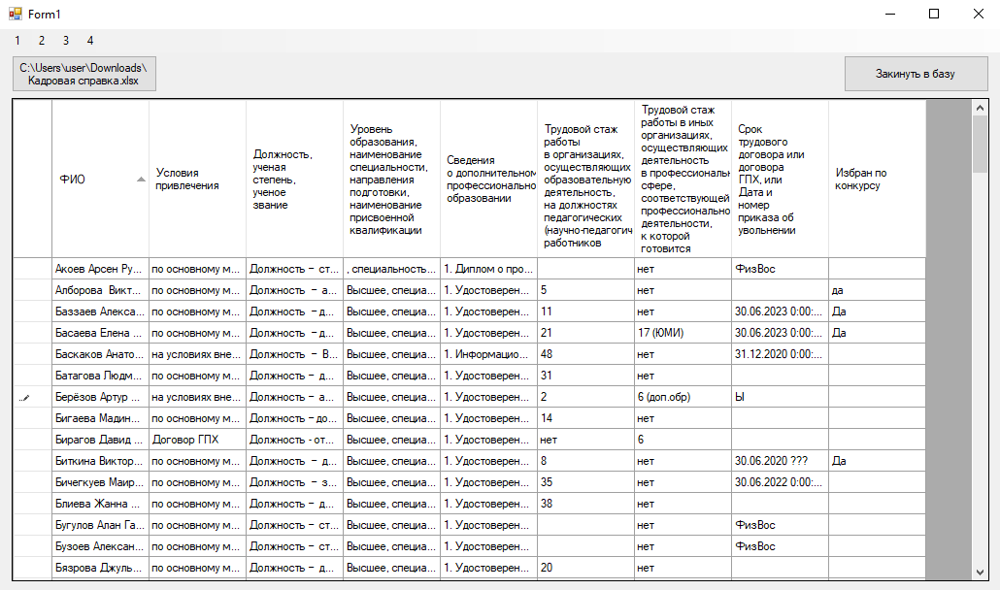 Form1
1 2 3 4
C:\Users\user\Downloads\
Кадровая справка.xlsx
Закинуть в базу
ФИО
Условия
привлечения
Должность,
ученая
степень,
ученое
звание
Уровень
образования,
наименование
специальности,
направления
подготовки,
наименование
присвоенной
квалификации
Сведения
о дополнительном
профессионально
образовании
Трудовой стаж
работы
в организациях,
осуществляющих
образовательную
деятельность,
на должностях
педагогических
(научно-педагогич
работников
Трудовой стаж
работы в иных
организациях,
осуществляющих
деятельность
в профессиональн
сфере,
соответствующей
профессионально
деятельности,
к которой
готовится
Срок
трудового
договора или
договора
ГПХ, или
Дата и
номер
приказа об
увольнении
Избран по
конкурсу
Акоев Арсен Ру... по основному м... Должность – ст... , специальность... 1. Диплом о про... нет ФизВос
Алборова Викт... по основному м... Должность – а... Высшее, специа... 1. Удостоверен... 5 нет да
Баззаев Алекса... по основному м... Должность – д... Высшее, специа... 1. Удостоверен... 11 нет 30.06.2023 0:00:... Да
Басаева Елена ... по основному м... Должность – д... Высшее, специа... 1. Удостоверен... 21 17 (ЮМИ) 30.06.2023 0:00:... Да
Баскаков Анато... на условиях вне... Должность – В... Высшее, специа... 1. Информацио... 48 нет 31.12.2020 0:00:...
Батагова Людм... по основному м... Должность – д... Высшее, специа... 1. Удостоверен... 31 нет
Берёзов Артур ... на условиях вне... Должность – а... Высшее, специа... 1. Удостоверен... 2 6 (доп.обр) Ы
Бигаева Мадин... по основному м... Должность – до... Высшее, специа... 1. Удостоверен... 14 нет
Бирагов Давид ... Договор ГПХ Должность - от... Высшее, специа... 1. Удостоверен... нет 6
Биткина Виктор... по основному м... Должность – д... Высшее, специа... 1. Удостоверен... 8 нет 30.06.2020 ??? Да
Бичегкуев Маир... по основному м... Должность – з... Высшее, специа... 1. Удостоверен... 35 нет 30.06.2022 0:00:...
Блиева Жанна ... по основному м... Должность – д... Высшее, специа... 1. Удостоверен... 38 нет
Бугулов Алан Га... по основному м... Должность – ст... Высшее, специа... 1. Удостоверен... нет ФизВос
Бузоев Алексан... по основному м... Должность – ст... Высшее, специа... 1. Удостоверен... нет ФизВос
Бязрова Джуль... по основному м... Должность – д... Высшее, специа... 1. Удостоверен... 20 нет